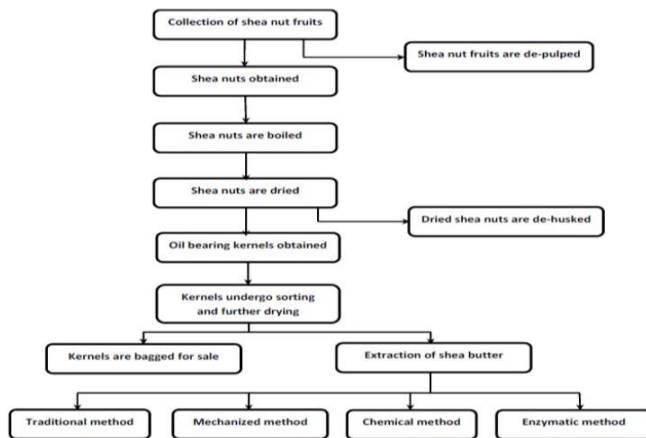 Collection of shea nut fruits
Shea nut fruits are de-pulped
Shea nuts obtained
Shea nuts are boiled
Shea nuts are dried
Dried shea nuts are de-husked
Oil bearing kernels obtained
Kernels undergo sorting
and further drying
Kernels are bagged for sale
Extraction of shea butter
Traditional method
Mechanized method
Chemical method
Enzymatic method